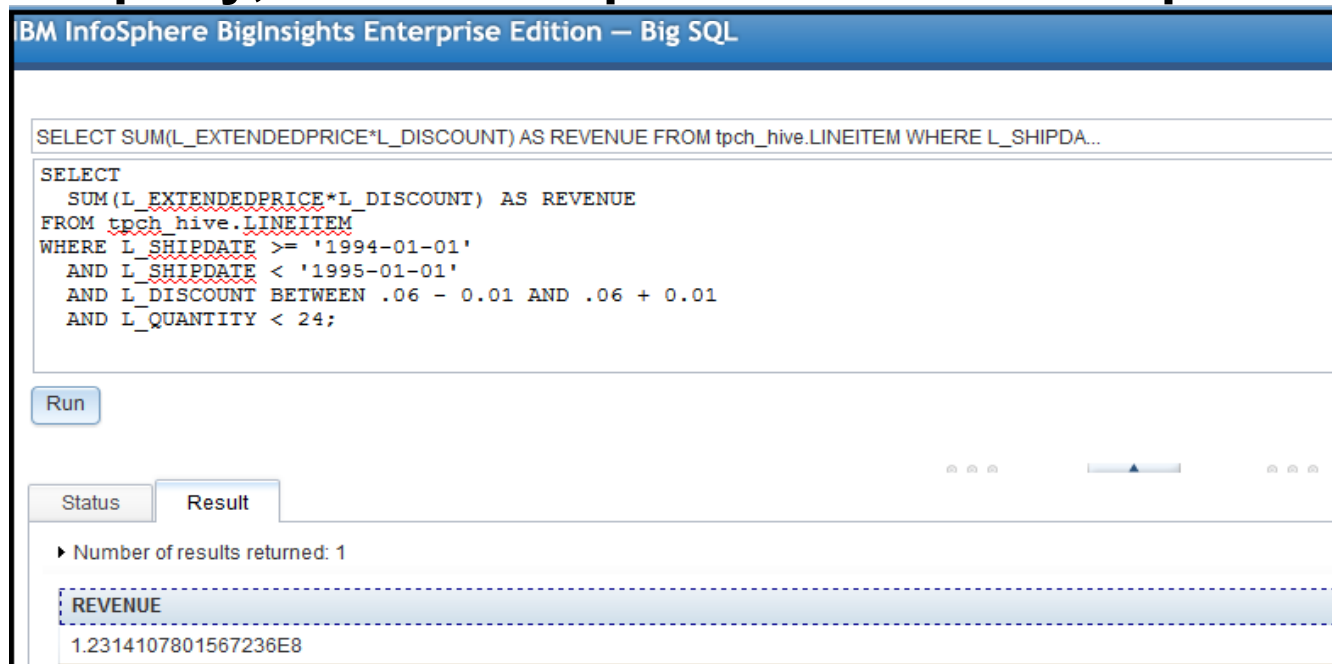 IBM InfoSphere BigInsights Enterprise Edition — Big SQL
SELECT SUM(L_EXTENDEDPRICE*L_DISCOUNT) AS REVENUE FROM tpch_hive.LINEITEM WHERE L_SHIPDA...
SELECT
  SUM(L_EXTENDEDPRICE*L_DISCOUNT) AS REVENUE
FROM tpch_hive.LINEITEM
WHERE L_SHIPDATE >= '1994-01-01'
  AND L_SHIPDATE < '1995-01-01'
  AND L_DISCOUNT BETWEEN .06 - 0.01 AND .06 + 0.01
  AND L_QUANTITY < 24;
Run
Status Result
Number of results returned: 1
REVENUE
1.2314107801567236E8